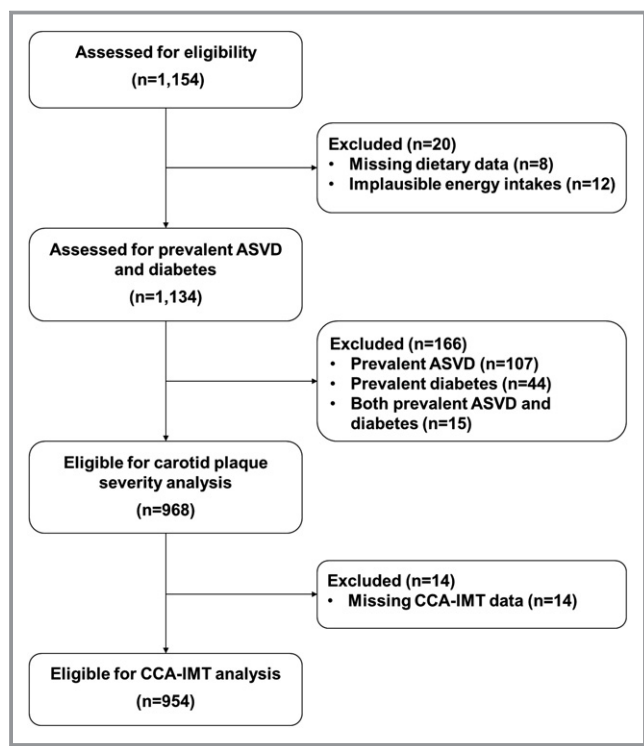 Assessed for eligibility
(n=1,154)
Excluded (n=20)
• Missing dietary data (n=8)
• Implausible energy intakes (n=12)
Assessed for prevalent ASVD
and diabetes
(n=1,134)
Excluded (n=166)
• Prevalent ASVD (n=107)
• Prevalent diabetes (n=44)
• Both prevalent ASVD and
diabetes (n=15)
Eligible for carotid plaque
severity analysis
(n=968)
Excluded (n=14)
• Missing CCA-IMT data (n=14)
Eligible for CCA-IMT analysis
(n=954)